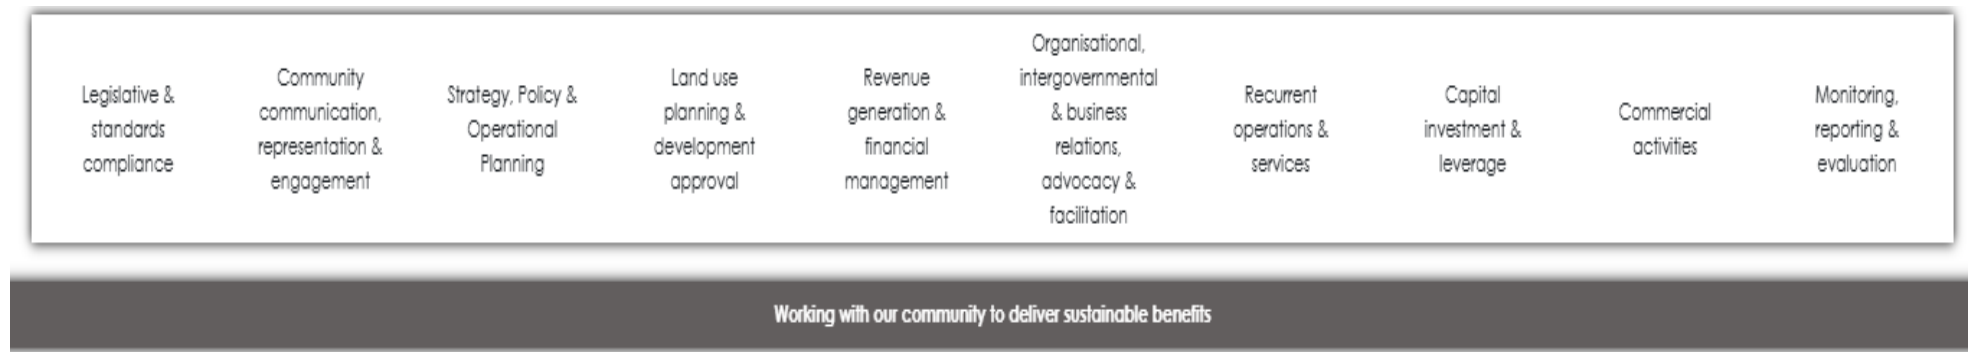 Legislative &
standards
compliance
Community
communication,
representation &
engagement
Strategy, Policy &
Operational
Planning
Land use
planning &
development
approval
Revenue
generation &
financial
management
Organisational,
intergovernmental
& business
relations,
advocacy &
facilitation
Recurrent
operations &
services
Capital
investment &
leverage
Commercial
activities
Monitoring,
reporting &
evaluation
Working with our community to deliver sustainable benefits